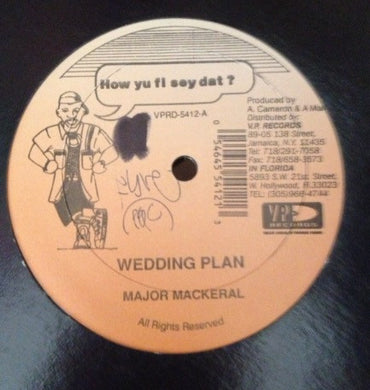 How yu fi sey dat ?
VPRD-5412-A
Produced by
A. Cameron & A Mair
Distributed by:
V.P. RECORDS
89-05 138 Street,
Jamaica, N.Y. 11435
Tel: 718/291-7058
Fax: 718/658-3573
IN FLORIDA
5893 S.W. 21st. Street,
W. Hollywood, Fl.33023
TEL: (305)966-4744
VP
RECORDS
WEDDING PLAN
MAJOR MACKERAL
All Rights Reserved